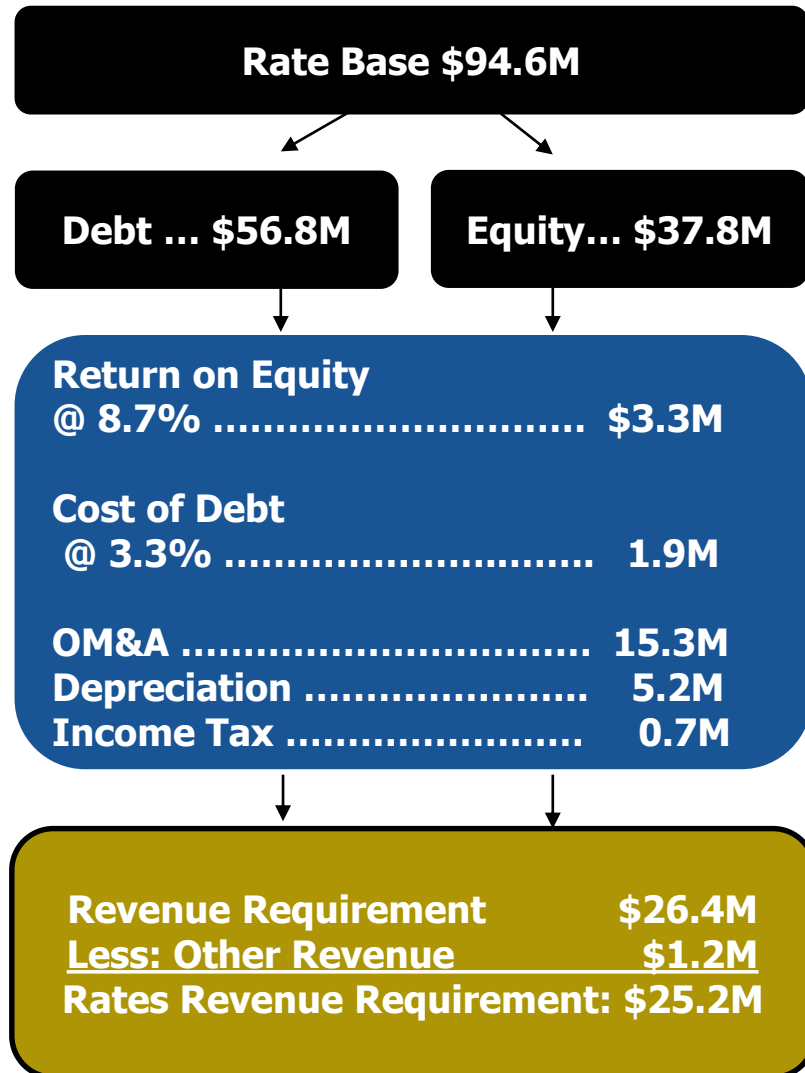 Rate Base $94.6M
Debt ... $56.8M
Equity... $37.8M
Return on Equity
@ 8.7% .............................. $3.3M
Cost of Debt
@ 3.3% .............................. 1.9M
OM&A ................................. 15.3M
Depreciation ....................... 5.2M
Income Tax ........................ 0.7M
Revenue Requirement $26.4M
Less: Other Revenue $1.2M
Rates Revenue Requirement: $25.2M